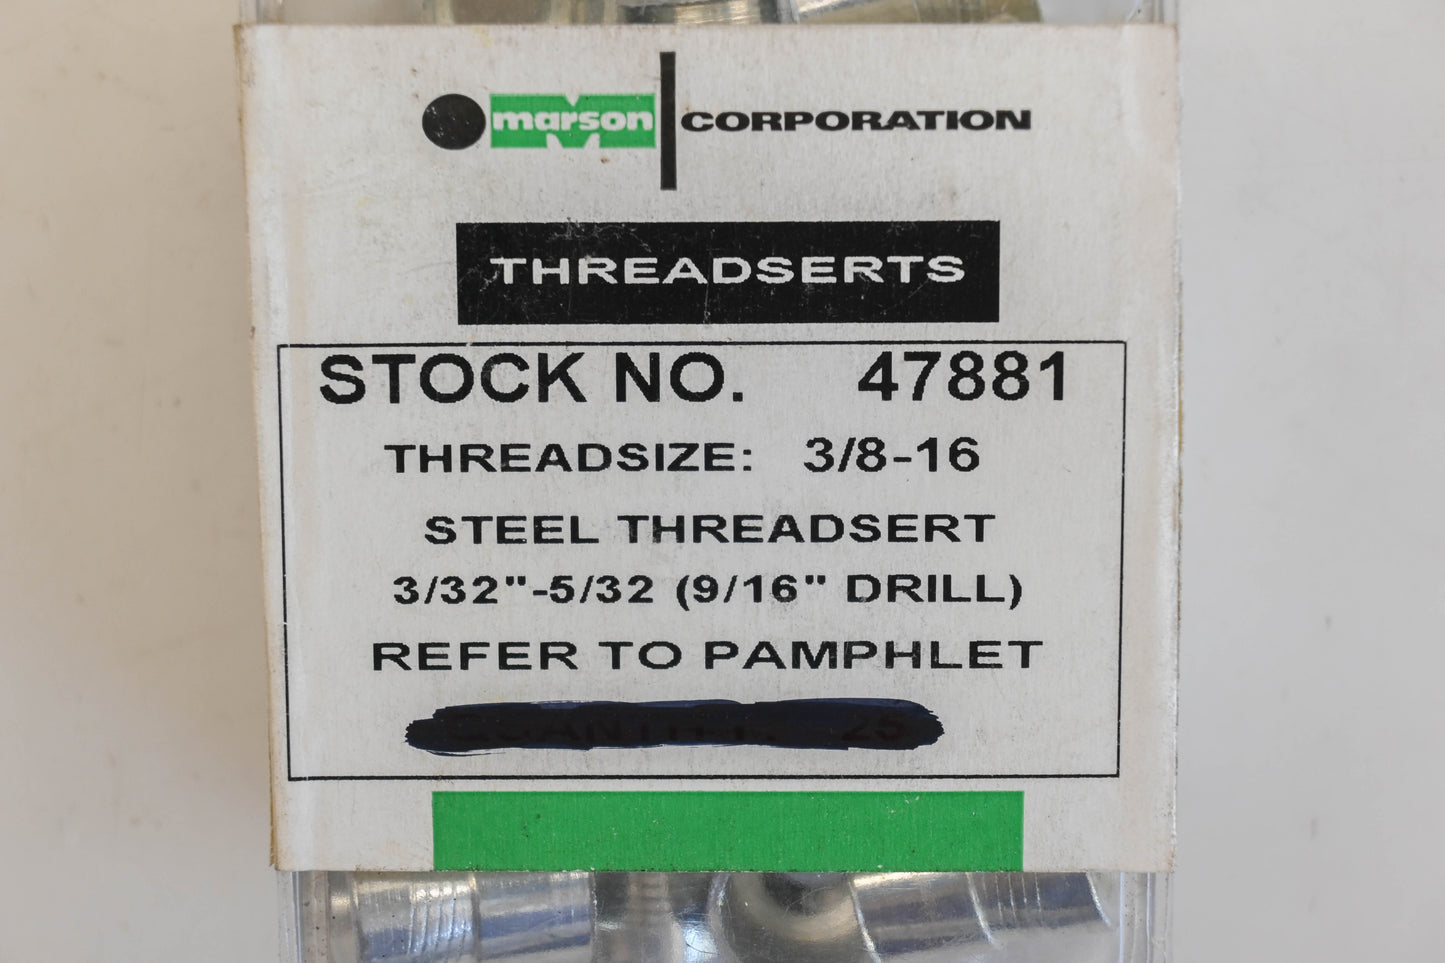 marson CORPORATION
THREADSERTS
STOCK NO. 47881
THREADSIZE: 3/8-16
STEEL THREADSERT
3/32"-5/32 (9/16" DRILL)
REFER TO PAMPHLET
25